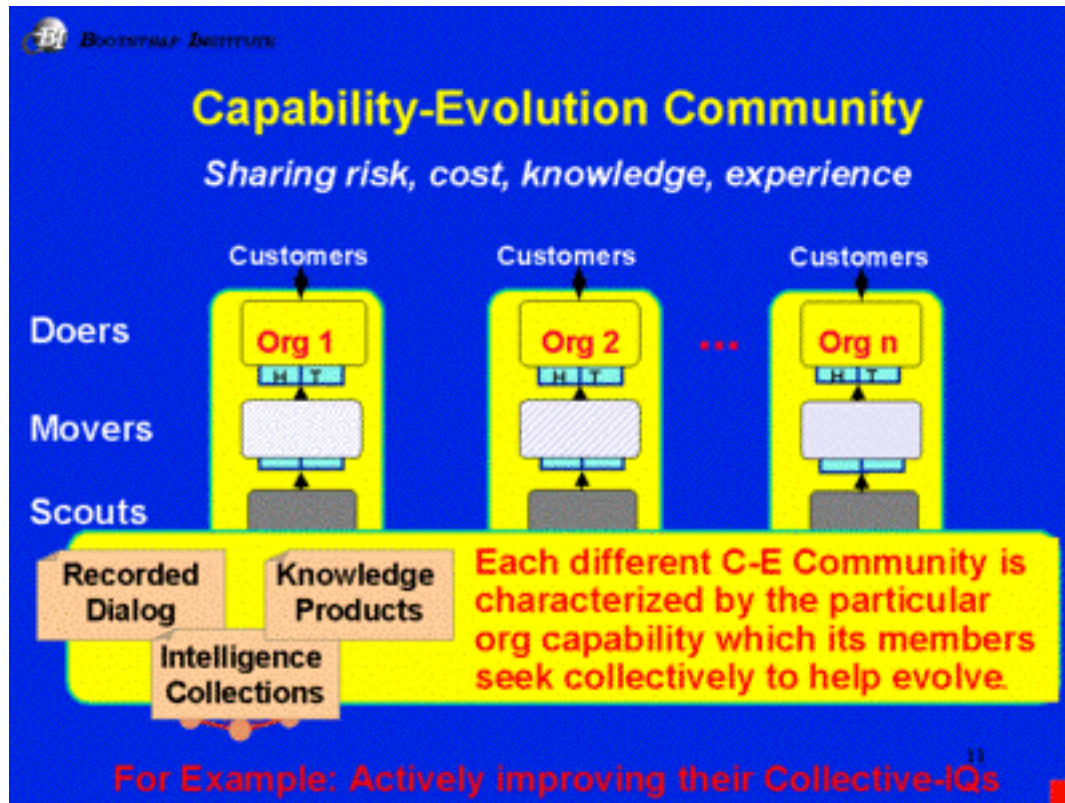 BI BOOTSTRAP INSTITUTE
Capability-Evolution Community
Sharing risk, cost, knowledge, experience
Customers Customers Customers
Doers Org 1 Org 2 ... Org n
H T H T H T
Movers
Scouts
Recorded
Dialog
Knowledge
Products
Intelligence
Collections
Each different C-E Community is
characterized by the particular
org capability which its members
seek collectively to help evolve.
11
For Example: Actively improving their Collective-IQs